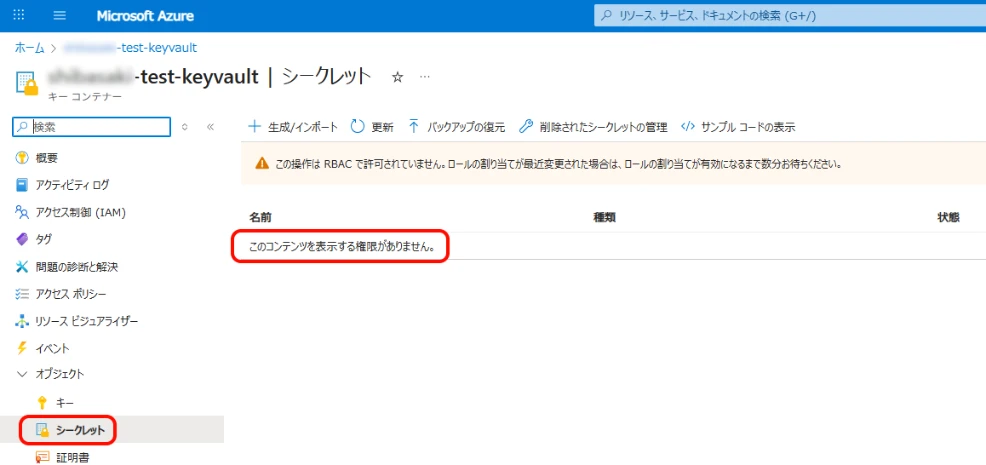 Microsoft Azure
リソース、サービス、ドキュメントの検索 (G+/)
ホーム > -test-keyvault
-test-keyvault | シークレット ☆ …
キー コンテナー
検索
+ 生成/インポート 更新 バックアップの復元 削除されたシークレットの管理 </> サンプル コードの表示
この操作は RBAC で許可されていません。ロールの割り当てが最近変更された場合は、ロールの割り当てが有効になるまで数分お待ちください。
名前 種類 状態
このコンテンツを表示する権限がありません。
概要
アクティビティ ログ
アクセス制御 (IAM)
タグ
問題の診断と解決
アクセス ポリシー
リソース ビジュアライザー
イベント
オブジェクト
キー
シークレット
証明書